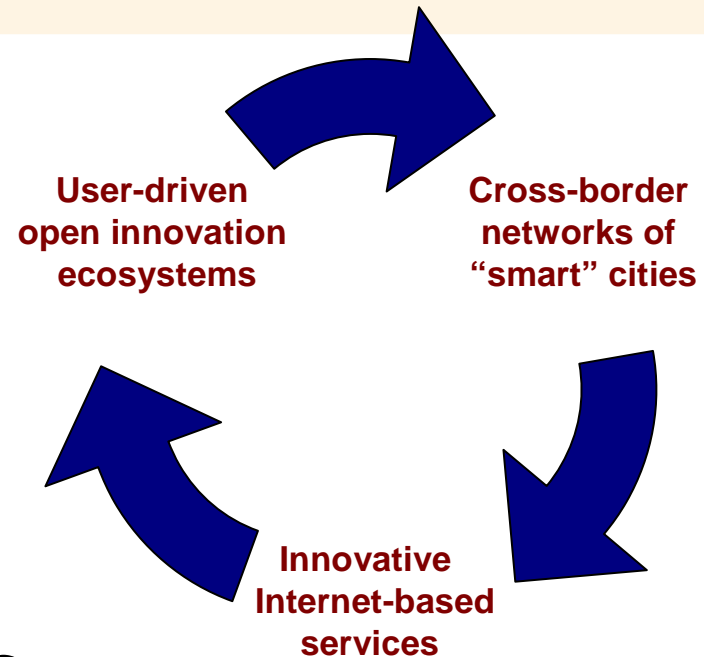 User-driven
open innovation
ecosystems
Cross-border
networks of
“smart” cities
Innovative
Internet-based
services